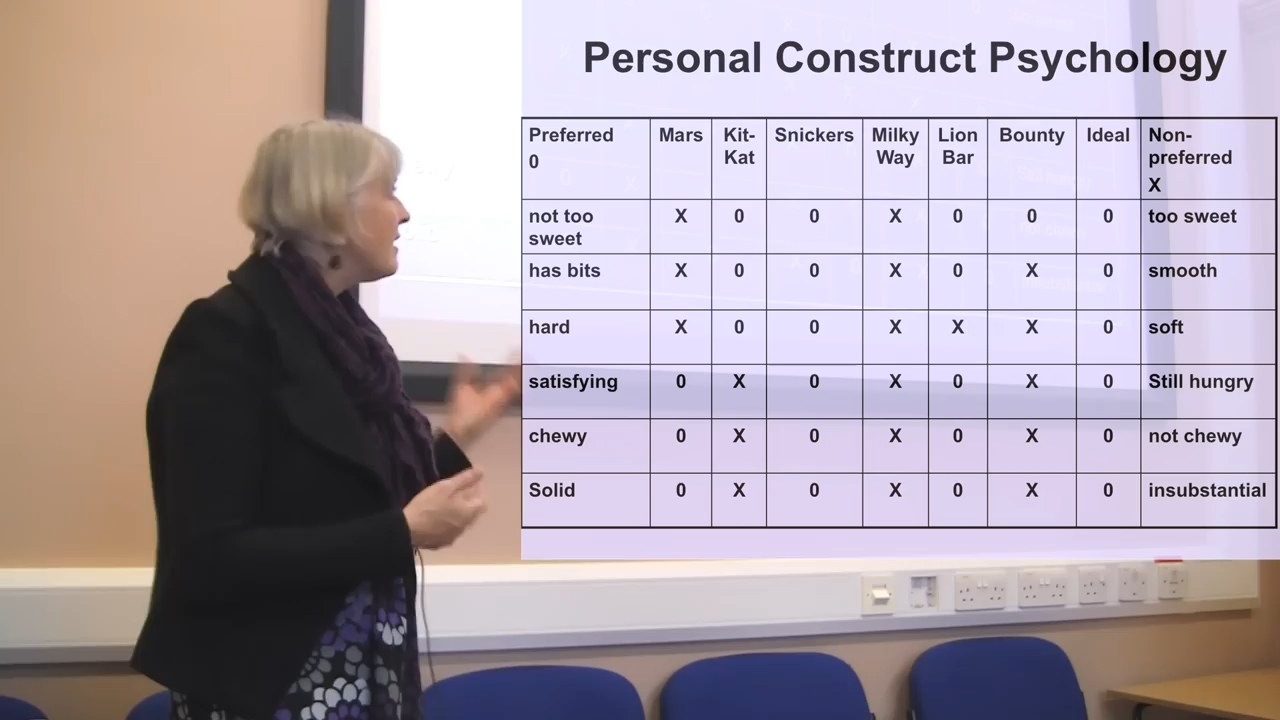 Personal Construct Psychology
Preferred 0 Mars Kit-Kat Snickers Milky Way Lion Bar Bounty Ideal Non-preferred X
not too sweet X 0 0 X 0 0 0 too sweet
has bits X 0 0 X 0 X 0 smooth
hard X 0 0 X X X 0 soft
satisfying 0 X 0 X 0 X 0 Still hungry
chewy 0 X 0 X 0 X 0 not chewy
Solid 0 X 0 X 0 X 0 insubstantial